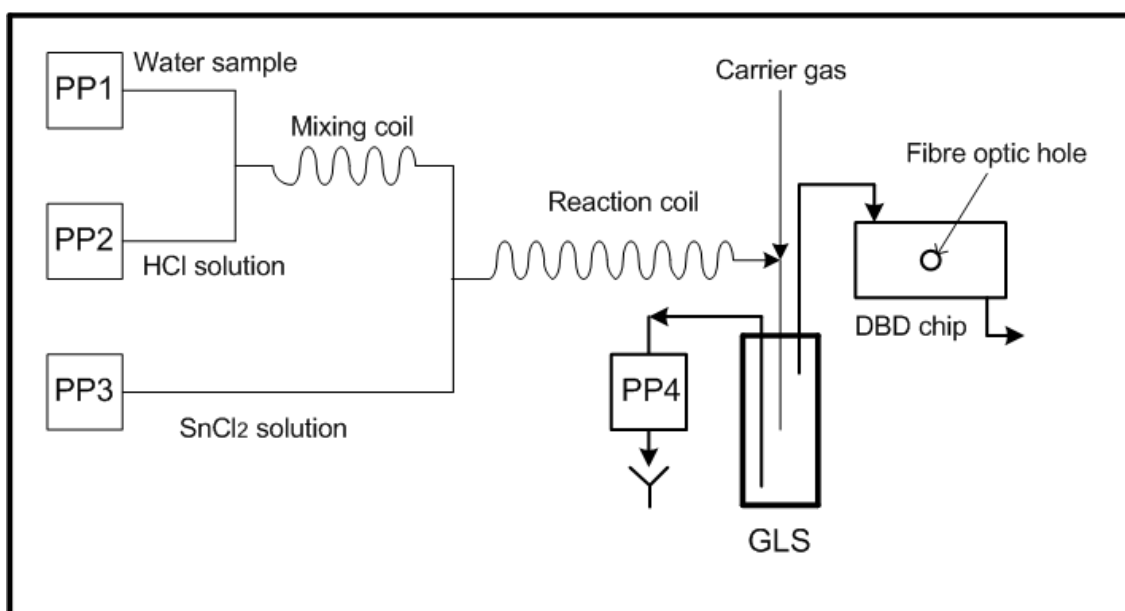 Water sample
PP1
Mixing coil
Carrier gas
Fibre optic hole
PP2
HCl solution
Reaction coil
DBD chip
PP3
PP4
SnCl2 solution
GLS